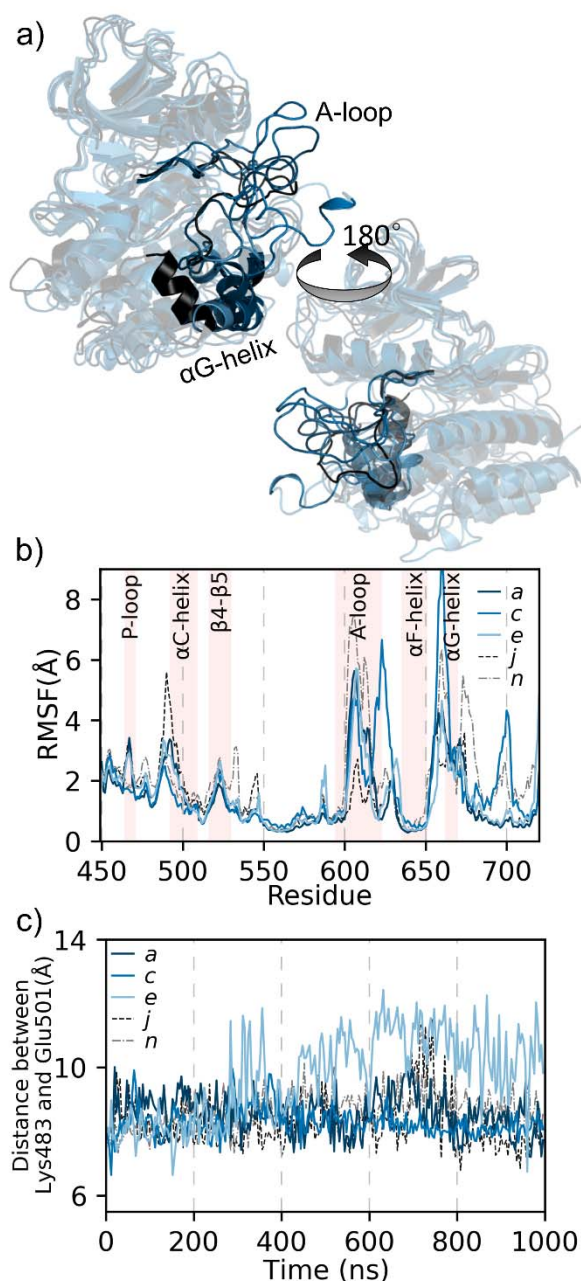 a)
A-loop
180°
αG-helix
b)
RMSF(Å)
8
6
4
2
0
P-loop
αC-helix
β4-β5
A-loop
αF-helix
αG-helix
a
c
e
j
n
450
500
550
600
650
700
Residue
c)
Distance between
Lys483 and Glu501(Å)
14
10
6
a
c
e
j
n
0
200
400
600
800
1000
Time (ns)